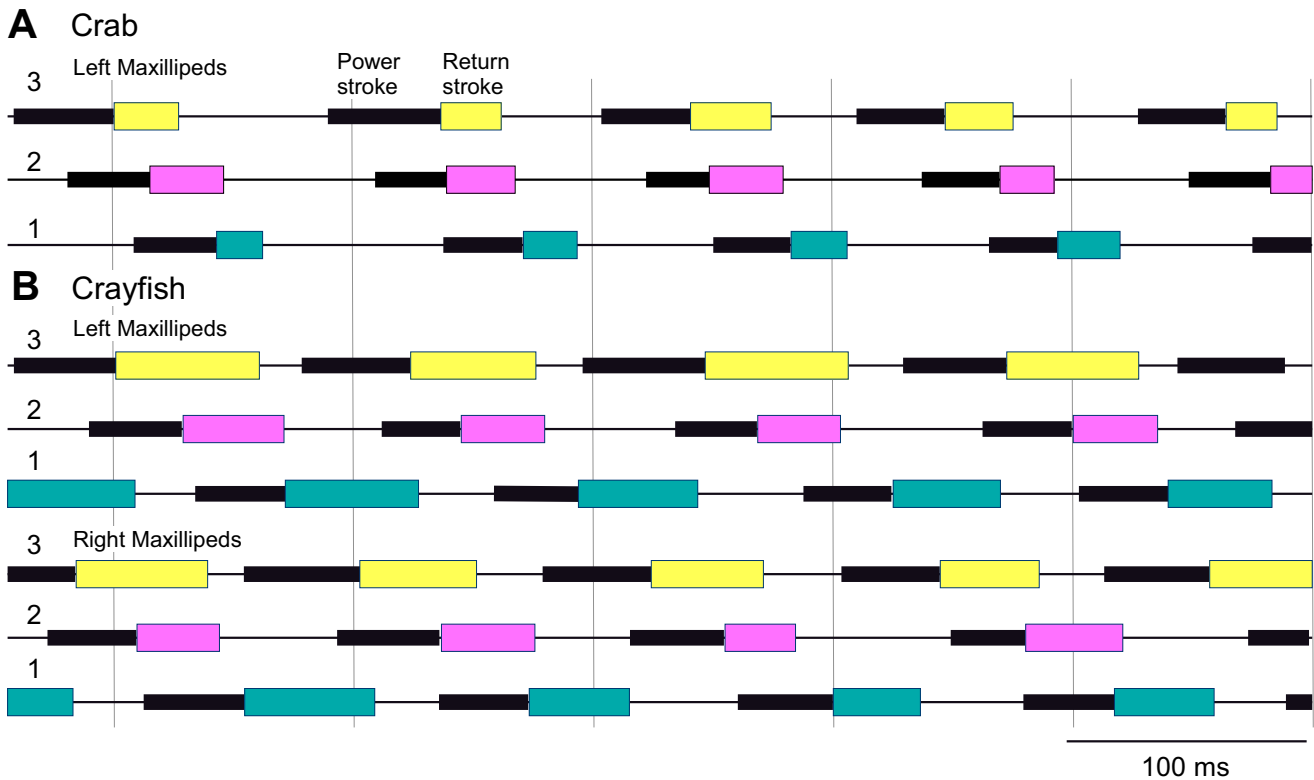 A Crab
Left Maxillipeds
Power stroke
Return stroke
3
2
1
B Crayfish
Left Maxillipeds
3
2
1
Right Maxillipeds
3
2
1
100 ms